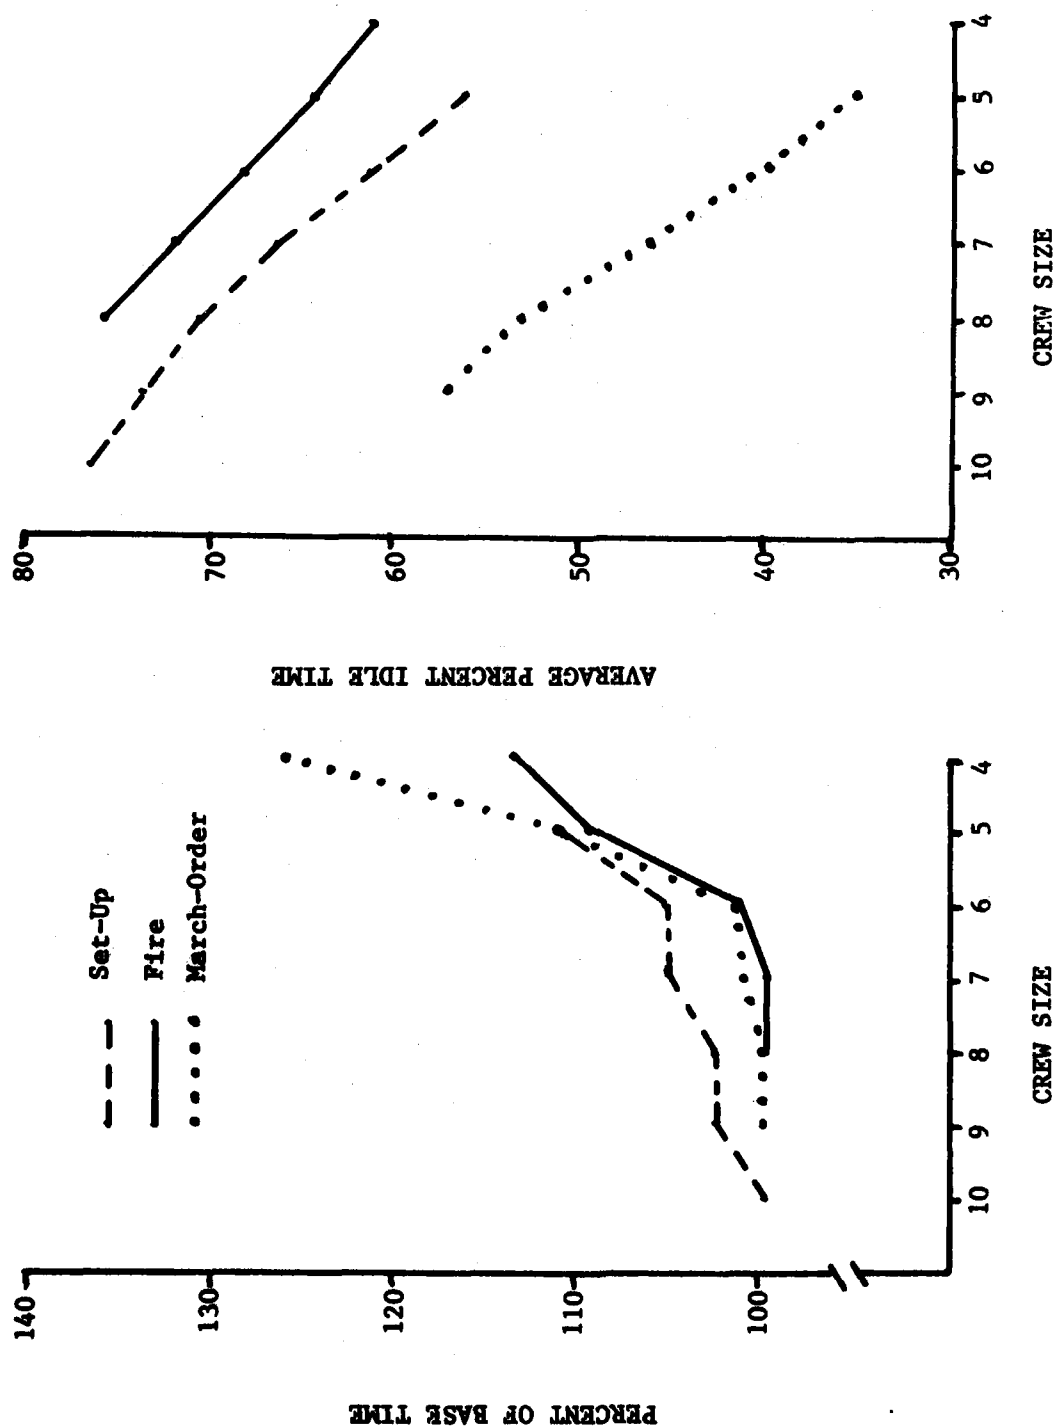 PERCENT OF BASE TIME
140
130
120
110
100
Set-Up
Fire
March-Order
10 9 8 7 6 5 4
CREW SIZE
AVERAGE PERCENT IDLE TIME
80
70
60
50
40
30
10 9 8 7 6 5 4
CREW SIZE